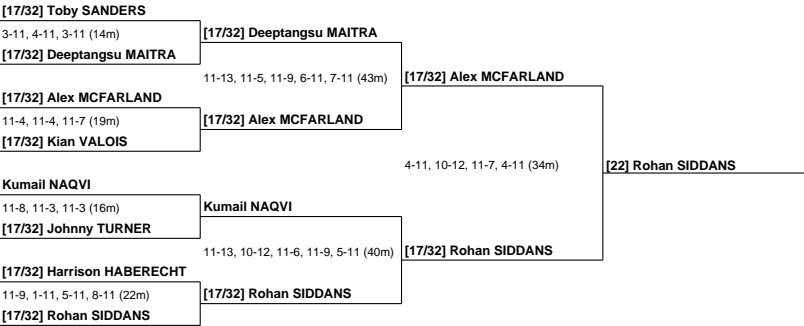 [17/32] Toby SANDERS
3-11, 4-11, 3-11 (14m)
[17/32] Deeptangsu MAITRA
[17/32] Deeptangsu MAITRA
11-13, 11-5, 11-9, 6-11, 7-11 (43m)
[17/32] Alex MCFARLAND
[17/32] Alex MCFARLAND
11-4, 11-4, 11-7 (19m)
[17/32] Alex MCFARLAND
[17/32] Kian VALOIS
4-11, 10-12, 11-7, 4-11 (34m)
[22] Rohan SIDDANS
Kumail NAQVI
11-8, 11-3, 11-3 (16m)
Kumail NAQVI
[17/32] Johnny TURNER
11-13, 10-12, 11-6, 11-9, 5-11 (40m)
[17/32] Rohan SIDDANS
[17/32] Harrison HABERECHT
11-9, 1-11, 5-11, 8-11 (22m)
[17/32] Rohan SIDDANS
[17/32] Rohan SIDDANS